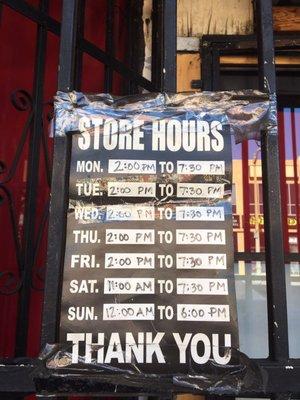 STORE HOURS
MON. 2:00 PM TO 7:30 PM
TUE. 2:00 PM TO 7:30 PM
WED. 2:00 PM TO 7:30 PM
THU. 2:00 PM TO 7:30 PM
FRI. 2:00 PM TO 7:30 PM
SAT. 11:00 AM TO 7:30 PM
SUN. 12:00 AM TO 6:00 PM
THANK YOU